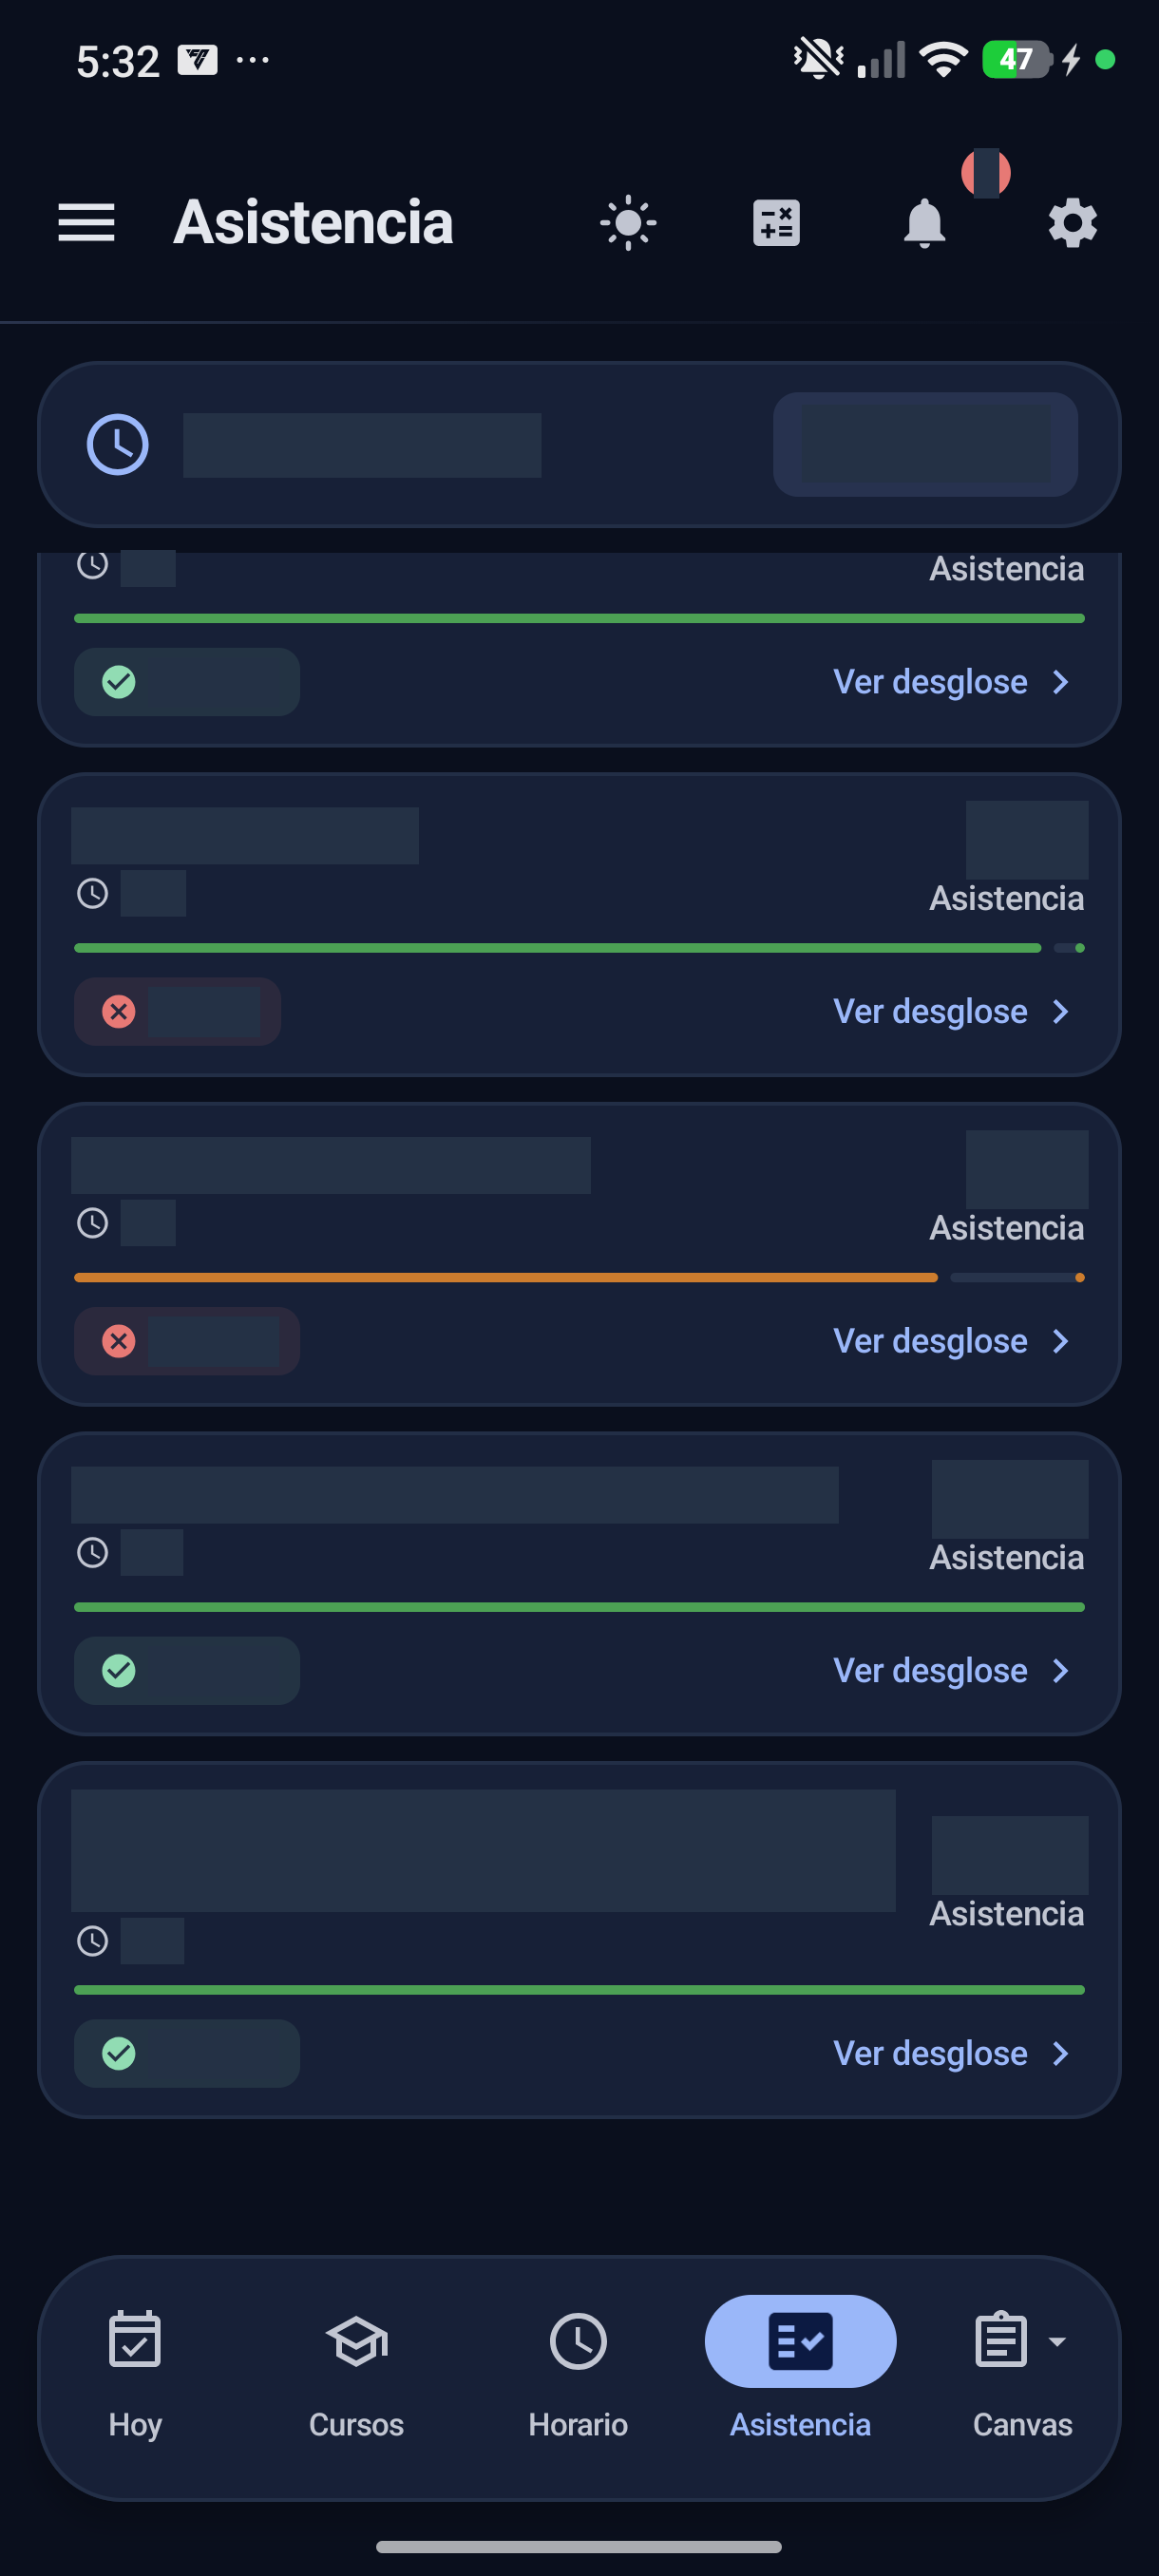 5:32
47
Asistencia
Asistencia
Ver desglose
Asistencia
Ver desglose
Asistencia
Ver desglose
Asistencia
Ver desglose
Asistencia
Ver desglose
Hoy
Cursos
Horario
Asistencia
Canvas